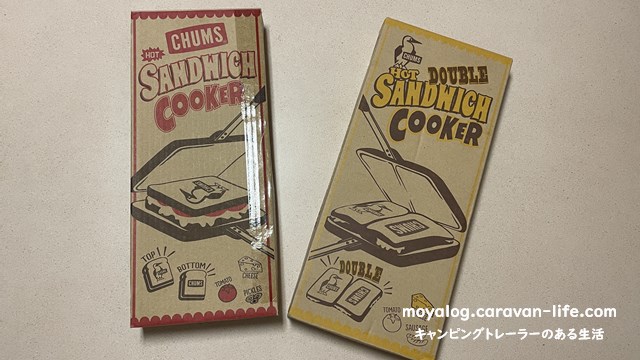 CHUMS
HOT
SANDWICH
COOKER
TOP!
BOTTOM!
CHUMS
CHEESE
TOMATO
PICKLES
CHUMS
HOT DOUBLE
SANDWICH
COOKER
DOUBLE
TOMATO
SAUSAGE
moyalog.caravan-life.com
キャンピングトレーラーのある生活